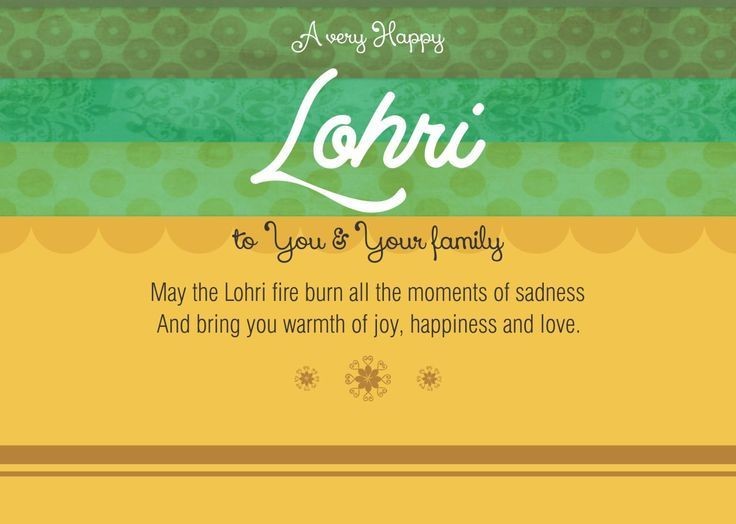 A very Happy
Lohri
to You & Your family
May the Lohri fire burn all the moments of sadness
And bring you warmth of joy, happiness and love.